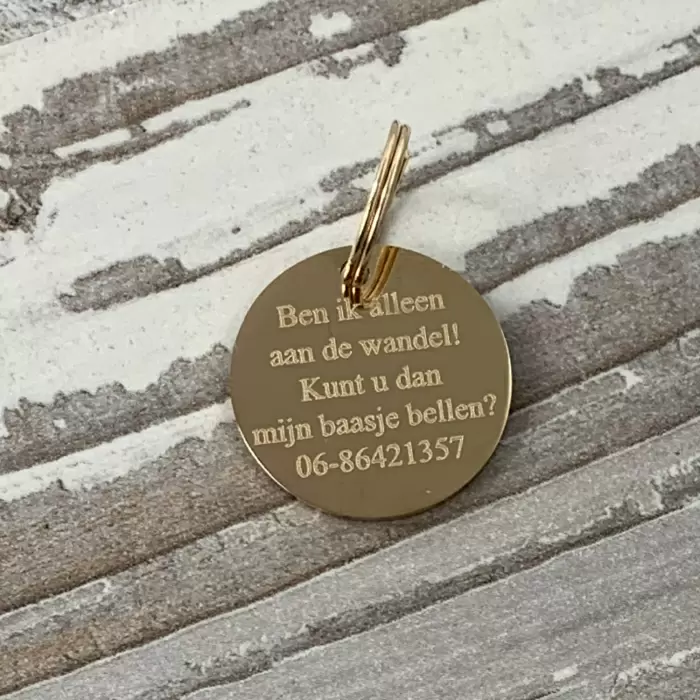 Ben ik alleen
aan de wandel!
Kunt u dan
mijn baasje bellen?
06-86421357